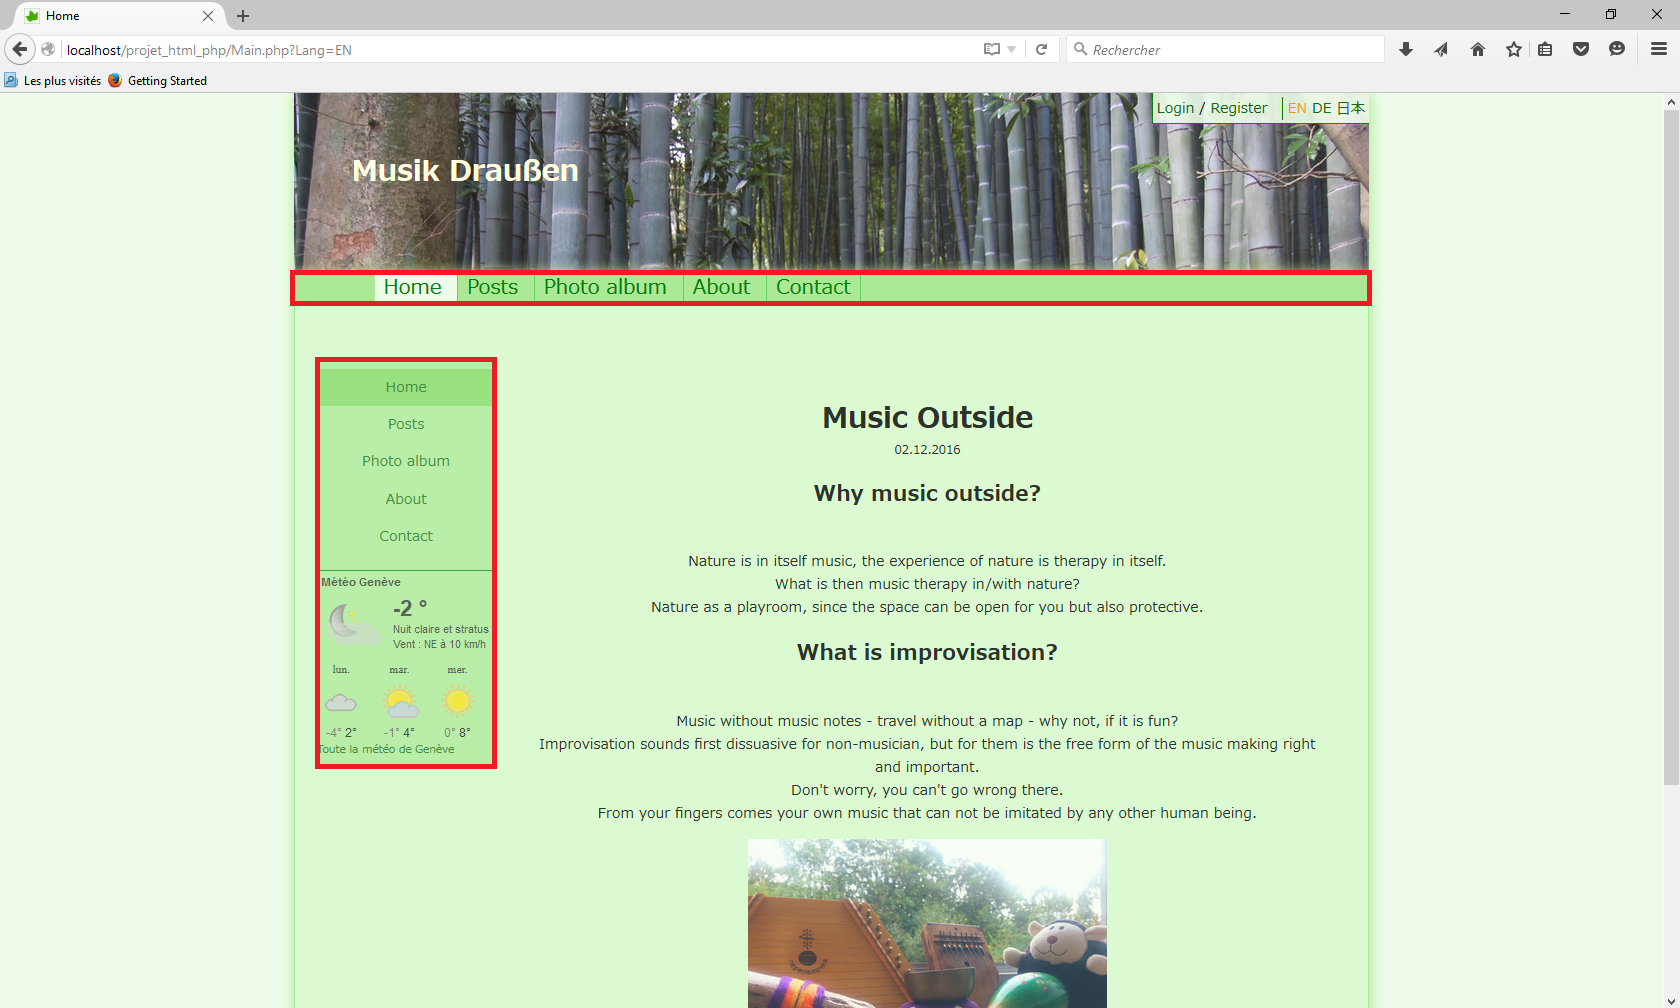 Home
localhost/projet_html_php/Main.php?Lang=EN
Rechercher
Les plus visités
Getting Started
Login / Register
EN DE 日本
Musik Draußen
Home Posts Photo album About Contact
Home
Posts
Photo album
About
Contact
Météo Genève
-2 °
Nuit claire et stratus
Vent : NE à 10 km/h
lun. mar. mer.
-4° 2° -1° 4° 0° 8°
Toute la météo de Genève
Music Outside
02.12.2016
Why music outside?
Nature is in itself music, the experience of nature is therapy in itself.
What is then music therapy in/with nature?
Nature as a playroom, since the space can be open for you but also protective.
What is improvisation?
Music without music notes - travel without a map - why not, if it is fun?
Improvisation sounds first dissuasive for non-musician, but for them is the free form of the music making right
and important.
Don't worry, you can't go wrong there.
From your fingers comes your own music that can not be imitated by any other human being.